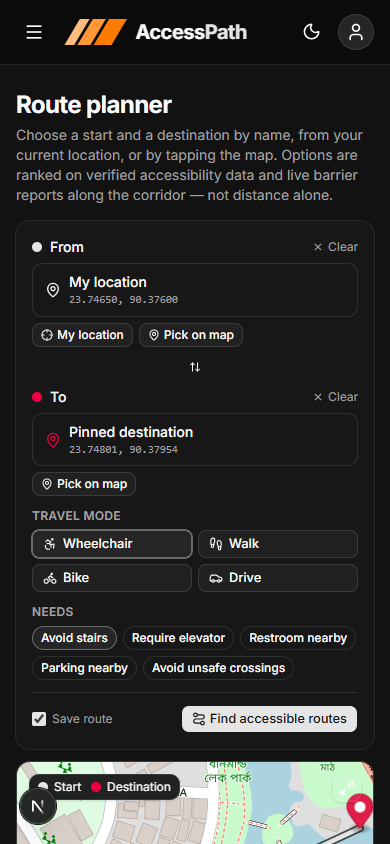 AccessPath
Route planner
Choose a start and a destination by name, from your
current location, or by tapping the map. Options are
ranked on verified accessibility data and live barrier
reports along the corridor — not distance alone.
From
Clear
My location
23.74650, 90.37600
My location
Pick on map
To
Clear
Pinned destination
23.74801, 90.37954
Pick on map
TRAVEL MODE
Wheelchair
Walk
Bike
Drive
NEEDS
Avoid stairs
Require elevator
Restroom nearby
Parking nearby
Avoid unsafe crossings
Save route
Find accessible routes
লেক পার্ক
মাঠ
Start
Destination
N
A